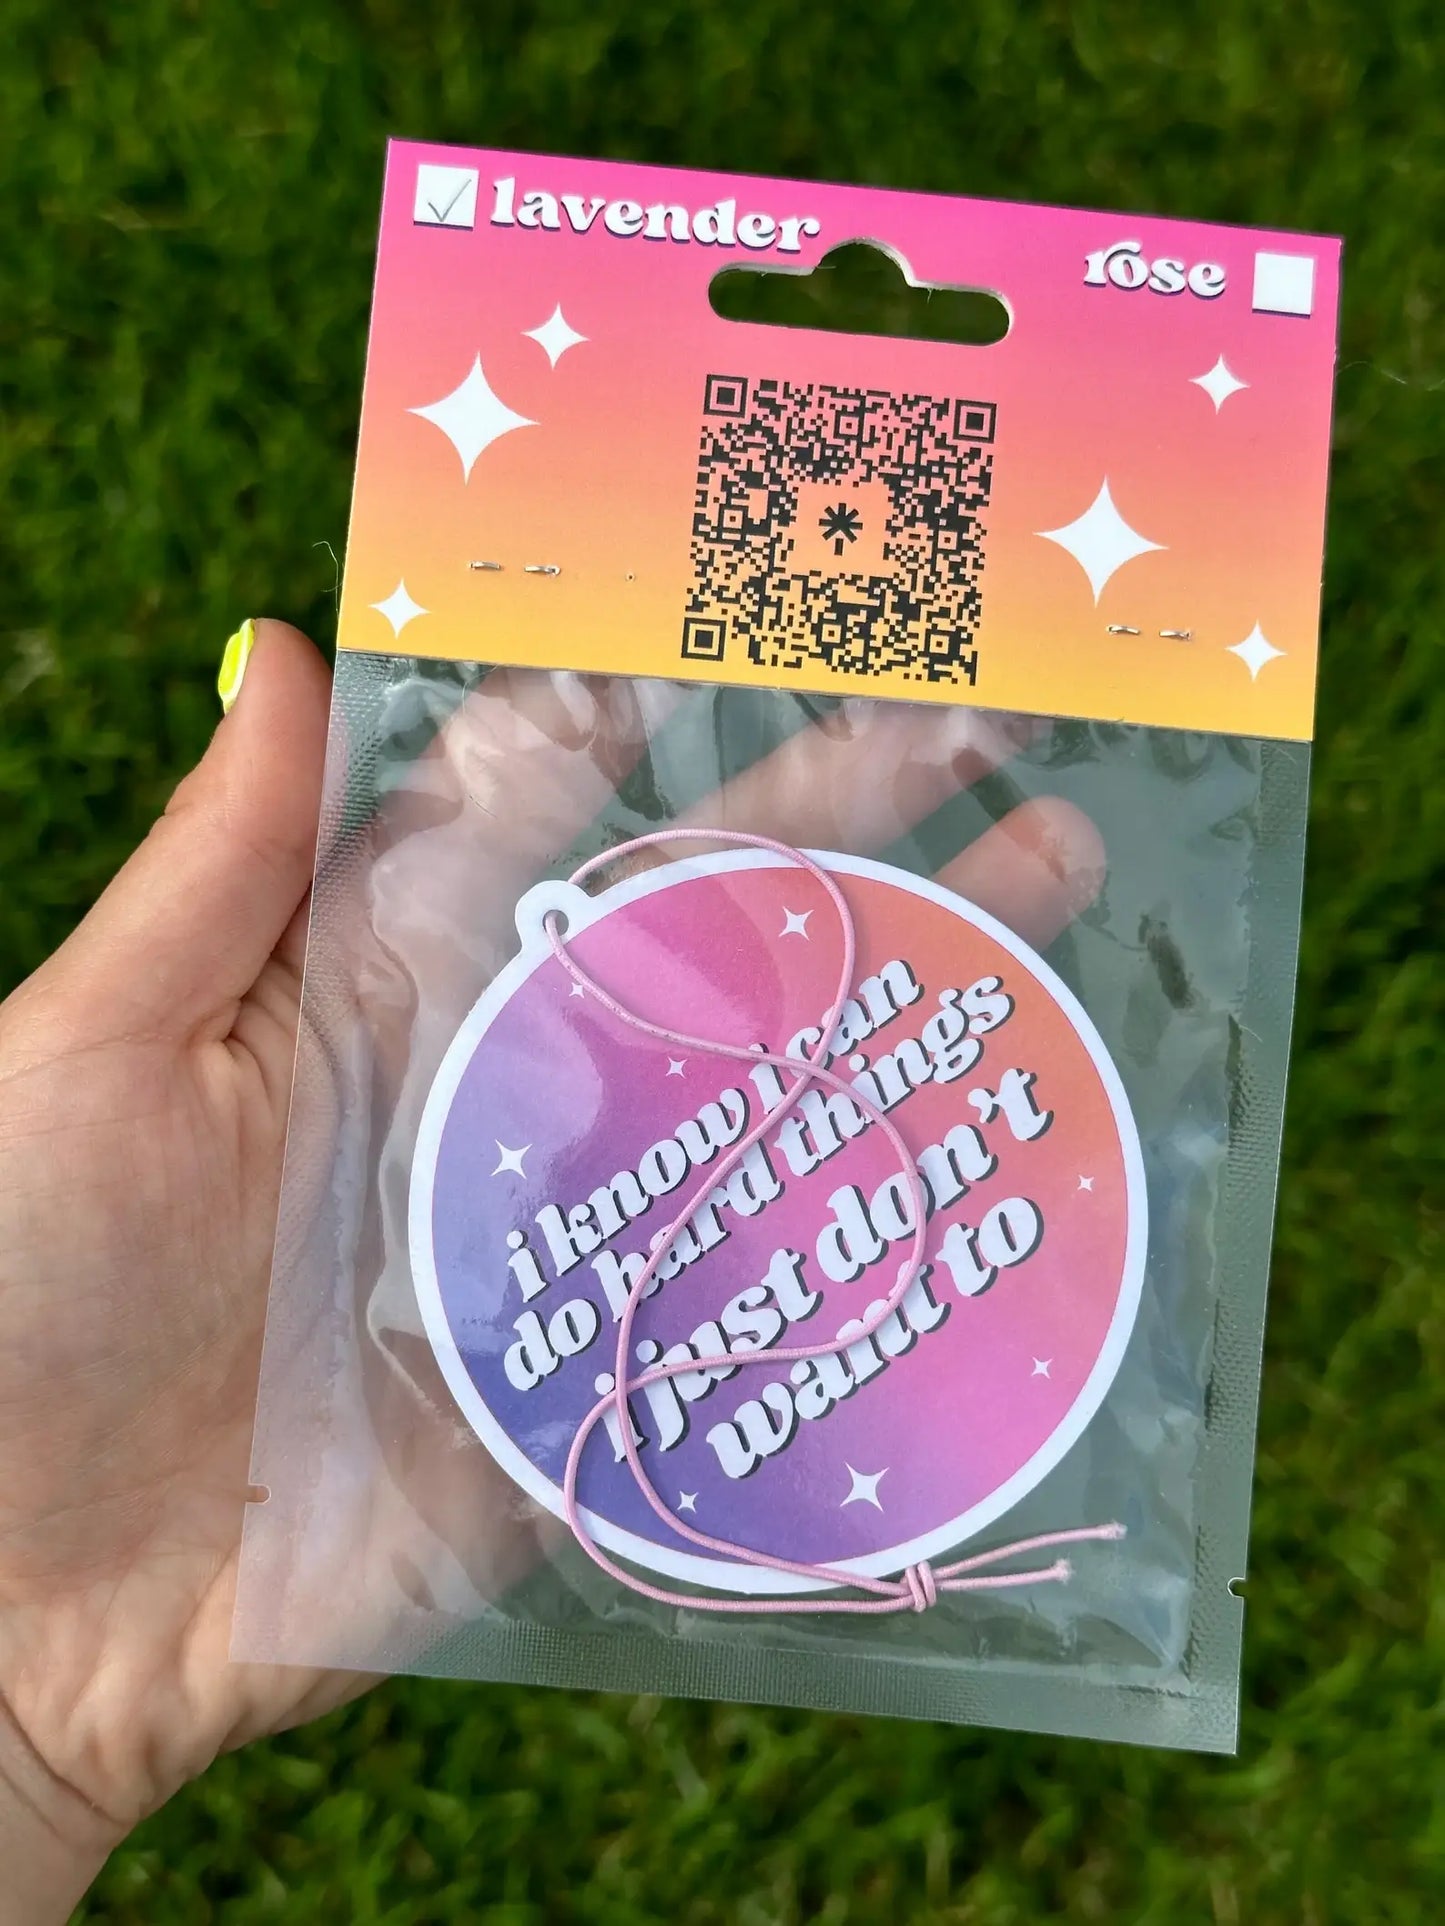 lavender
rose
i know I can
do hard things
i just don't
want to